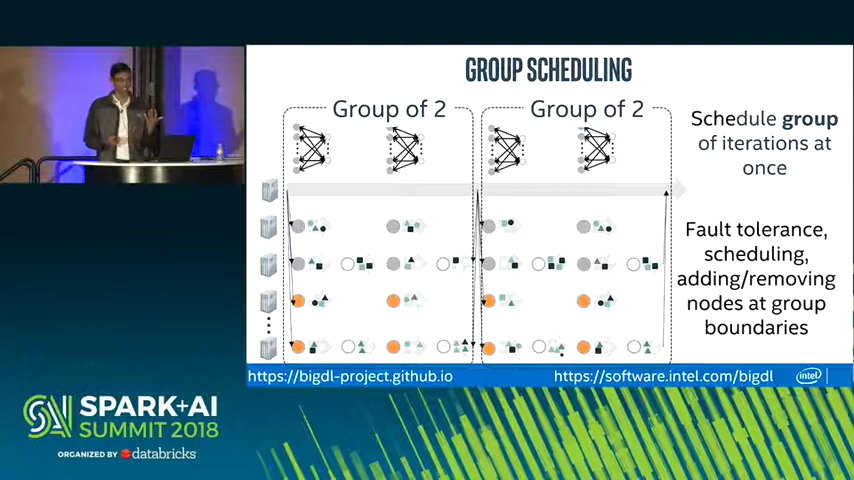 GROUP SCHEDULING
Group of 2
Group of 2
Schedule group
of iterations at
once
Fault tolerance,
scheduling,
adding/removing
nodes at group
boundaries
https://bigdl-project.github.io
https://software.intel.com/bigdl
intel
SAI
SPARK+AI
SUMMIT 2018
ORGANIZED BY databricks